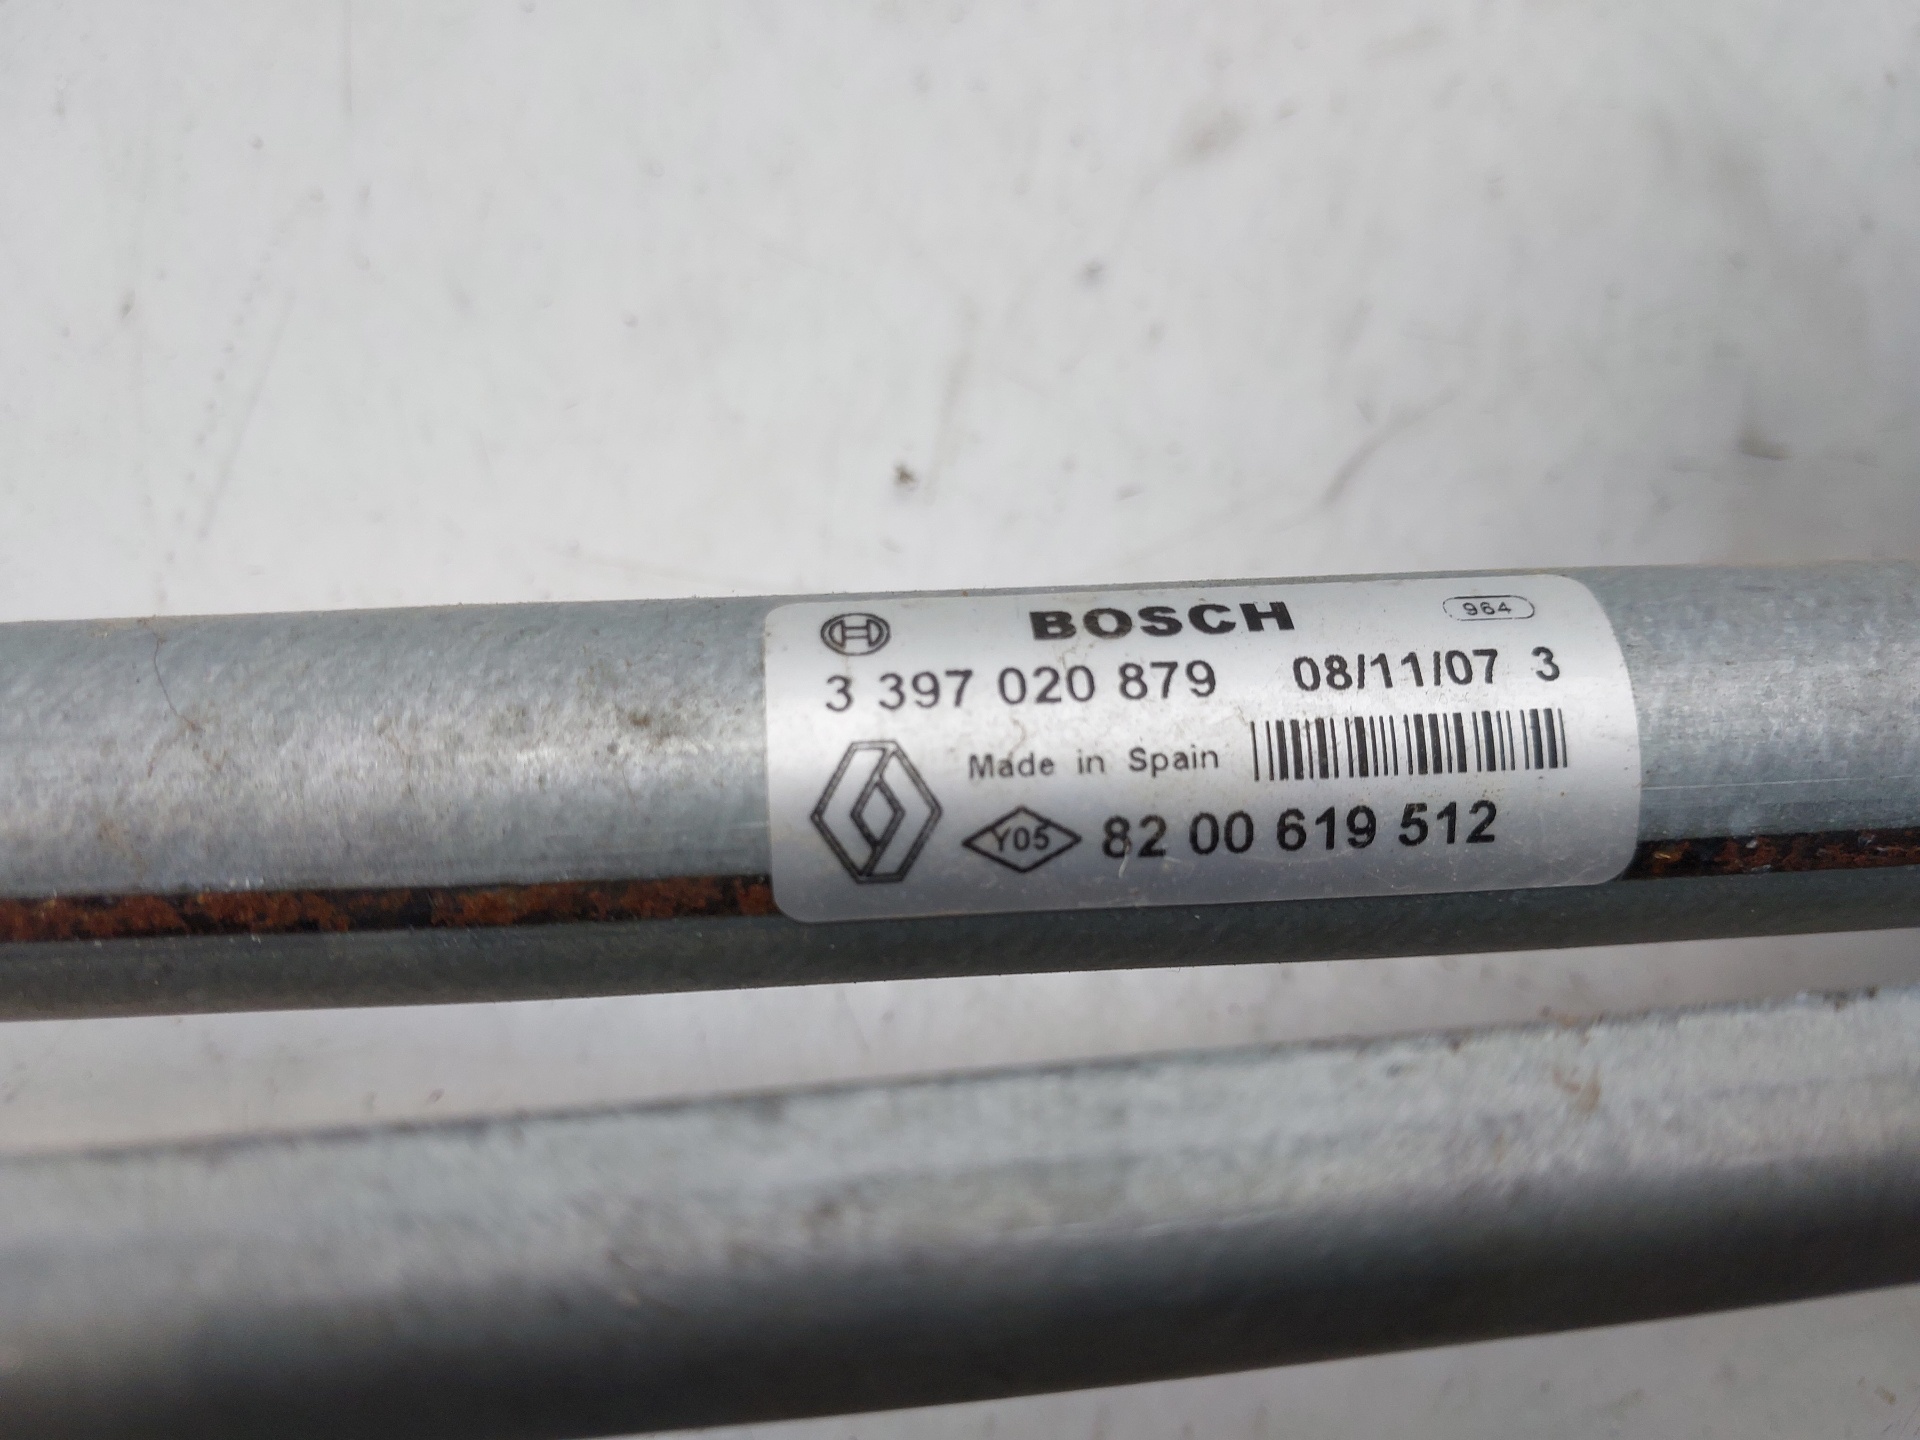 BOSCH 964
3 397 020 879 08/11/07 3
Made in Spain
Y05 82 00 619 512